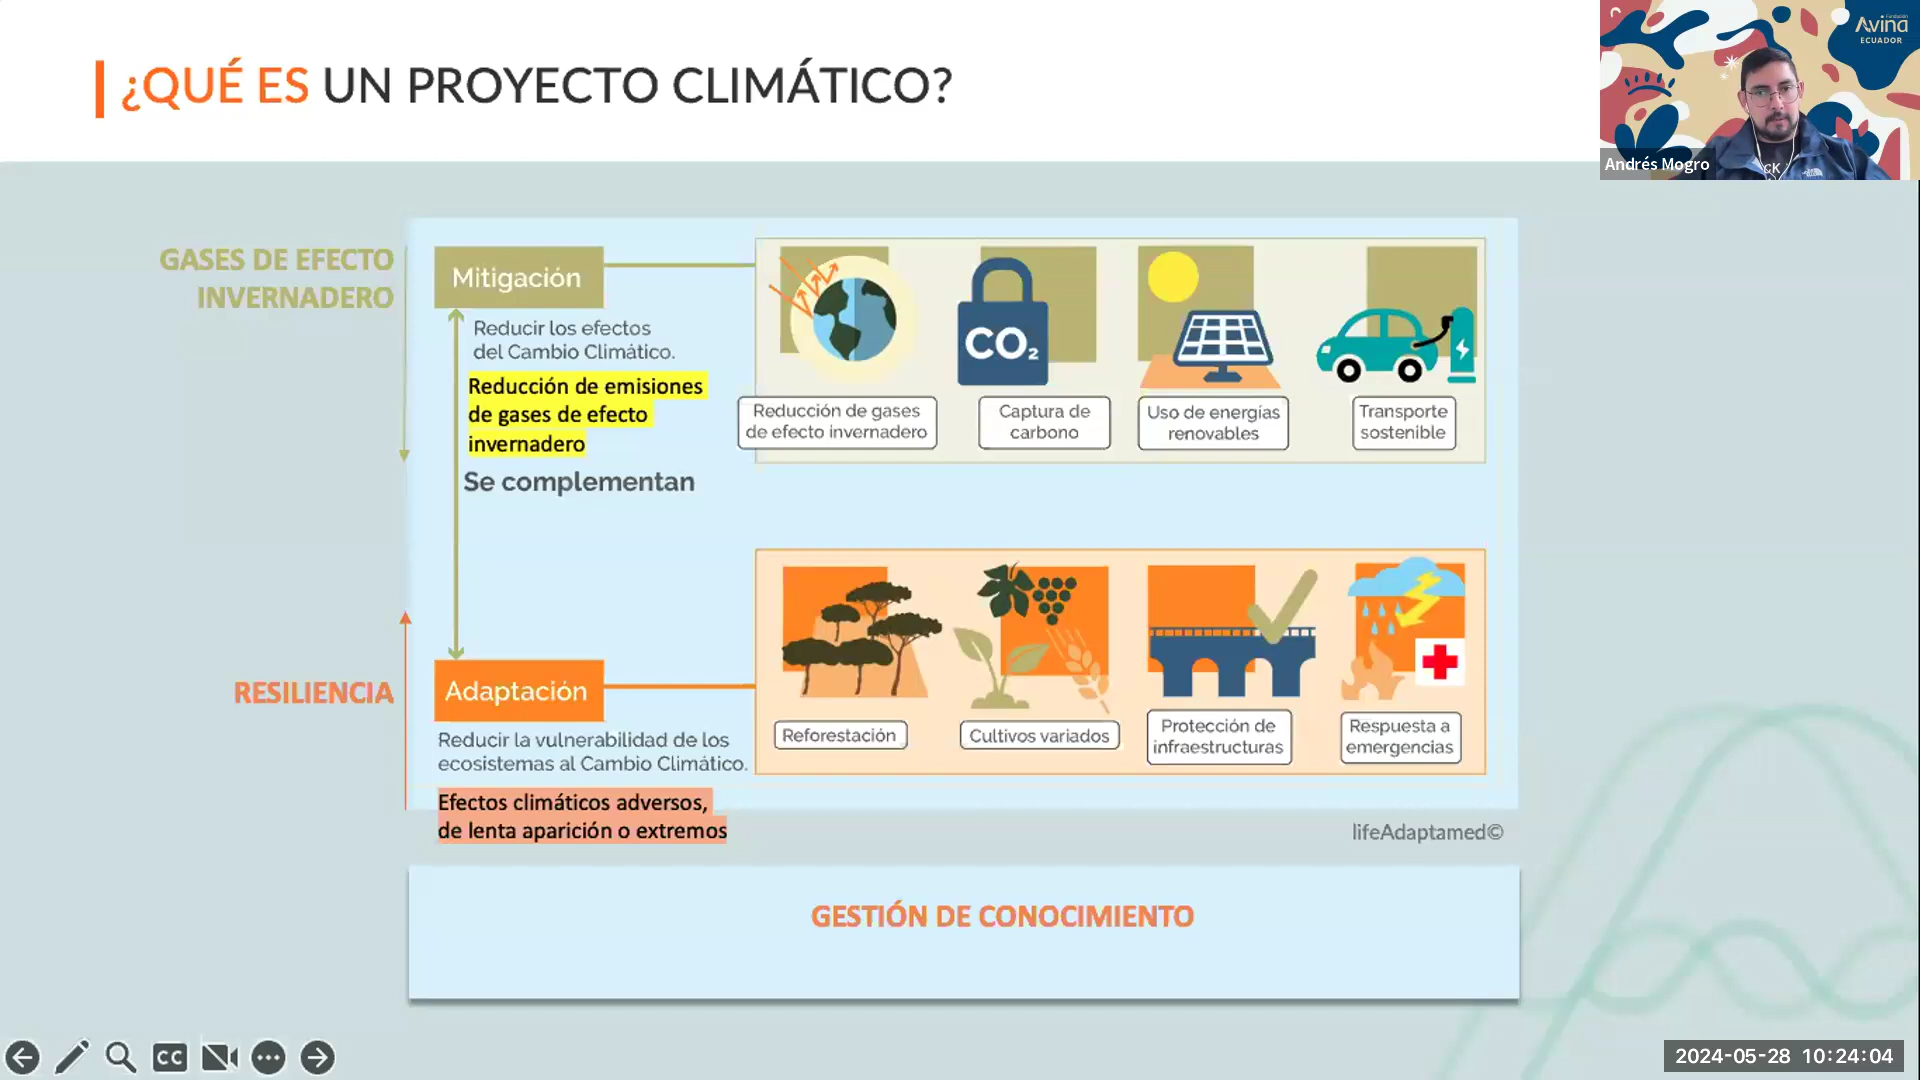 ¿QUÉ ES UN PROYECTO CLIMÁTICO?
Fundación
Avina
ECUADOR
Andrés Mogro
CK
GASES DE EFECTO
INVERNADERO
Mitigación
Reducir los efectos
del Cambio Climático.
Reducción de emisiones
de gases de efecto
invernadero
Se complementan
CO₂
Reducción de gases
de efecto invernadero
Captura de
carbono
Uso de energías
renovables
Transporte
sostenible
RESILIENCIA
Adaptación
Reducir la vulnerabilidad de los
ecosistemas al Cambio Climático.
Efectos climáticos adversos,
de lenta aparición o extremos
Reforestación
Cultivos variados
Protección de
infraestructuras
Respuesta a
emergencias
lifeAdaptamed©
GESTIÓN DE CONOCIMIENTO
CC
2024-05-28 10:24:04